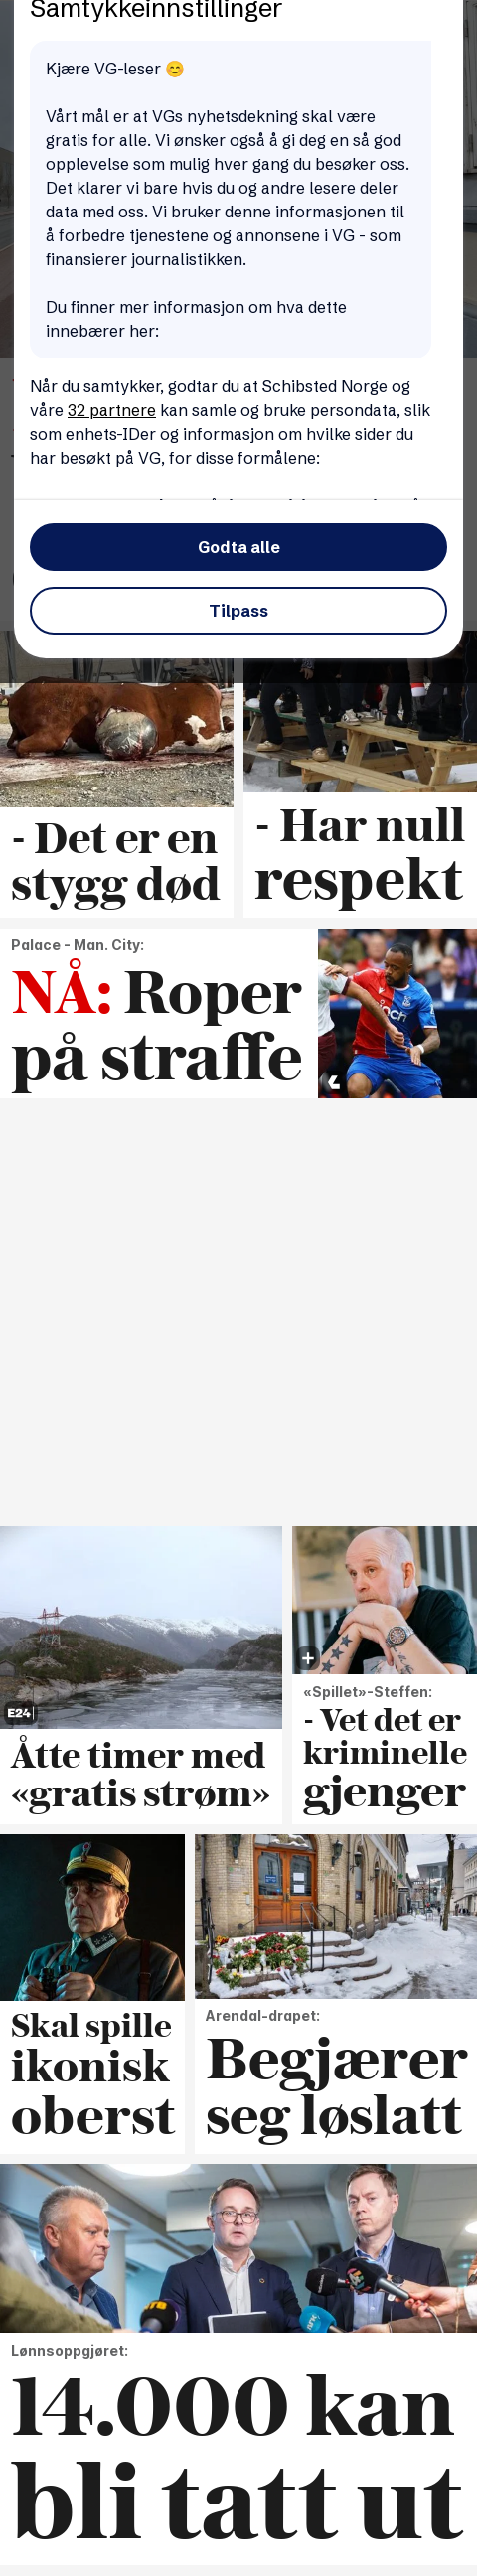 Samtykkeinnstillinger
Kjære VG-leser 😊
Vårt mål er at VGs nyhetsdekning skal være
gratis for alle. Vi ønsker også å gi deg en så god
opplevelse som mulig hver gang du besøker oss.
Det klarer vi bare hvis du og andre lesere deler
data med oss. Vi bruker denne informasjonen til
å forbedre tjenestene og annonsene i VG - som
finansierer journalistikken.
Du finner mer informasjon om hva dette
innebærer her:
Når du samtykker, godtar du at Schibsted Norge og
våre 32 partnere kan samle og bruke persondata, slik
som enhets-IDer og informasjon om hvilke sider du
har besøkt på VG, for disse formålene:
Godta alle
Tilpass
- Det er en
stygg død
- Har null
respekt
Palace - Man. City:
NÅ: Roper
på straffe
E24
Åtte timer med
«gratis strøm»
«Spillet»-Steffen:
- Vet det er
kriminelle
gjenger
Skal spille
ikonisk
oberst
Arendal-drapet:
Begjærer
seg løslatt
Lønnsoppgjøret:
14.000 kan
bli tatt ut